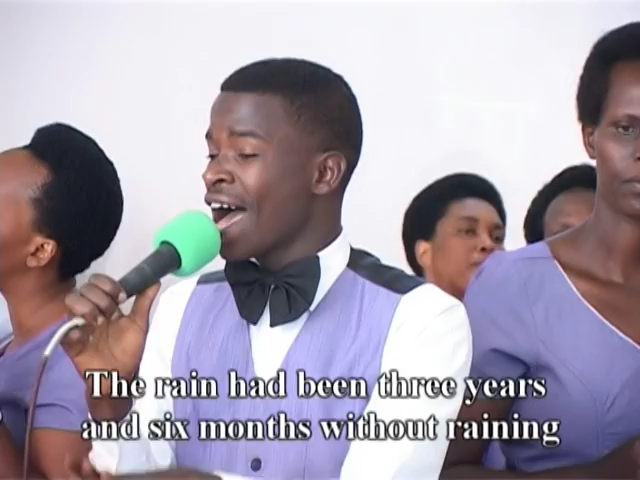 The rain had been three years
and six months without raining